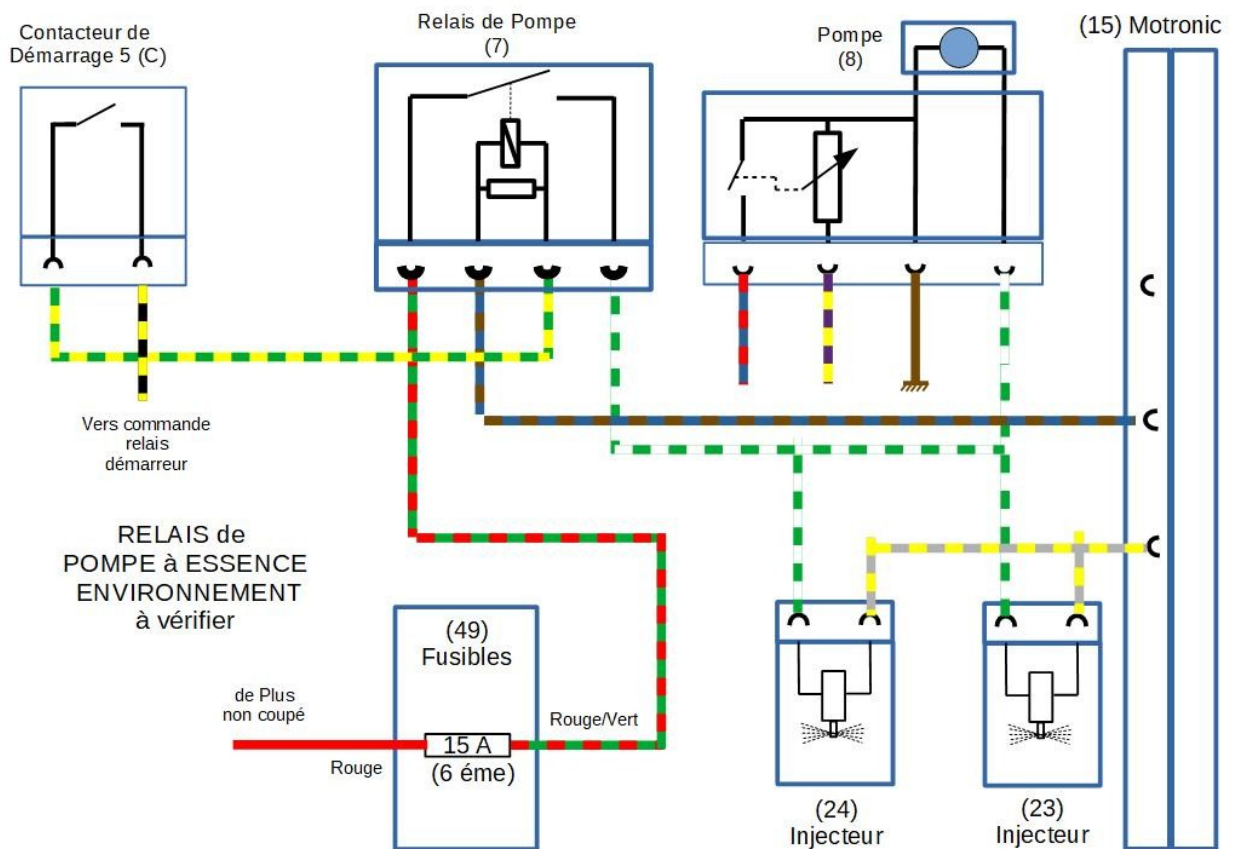 Contacteur de
Démarrage 5 (C)
Relais de Pompe
(7)
Pompe
(8)
(15) Motronic
Vers commande
relais
démarreur
RELAIS de
POMPE à ESSENCE
ENVIRONNEMENT
à vérifier
(49)
Fusibles
de Plus
non coupé
Rouge/Vert
15 A
Rouge
(6 éme)
(24)
Injecteur
(23)
Injecteur